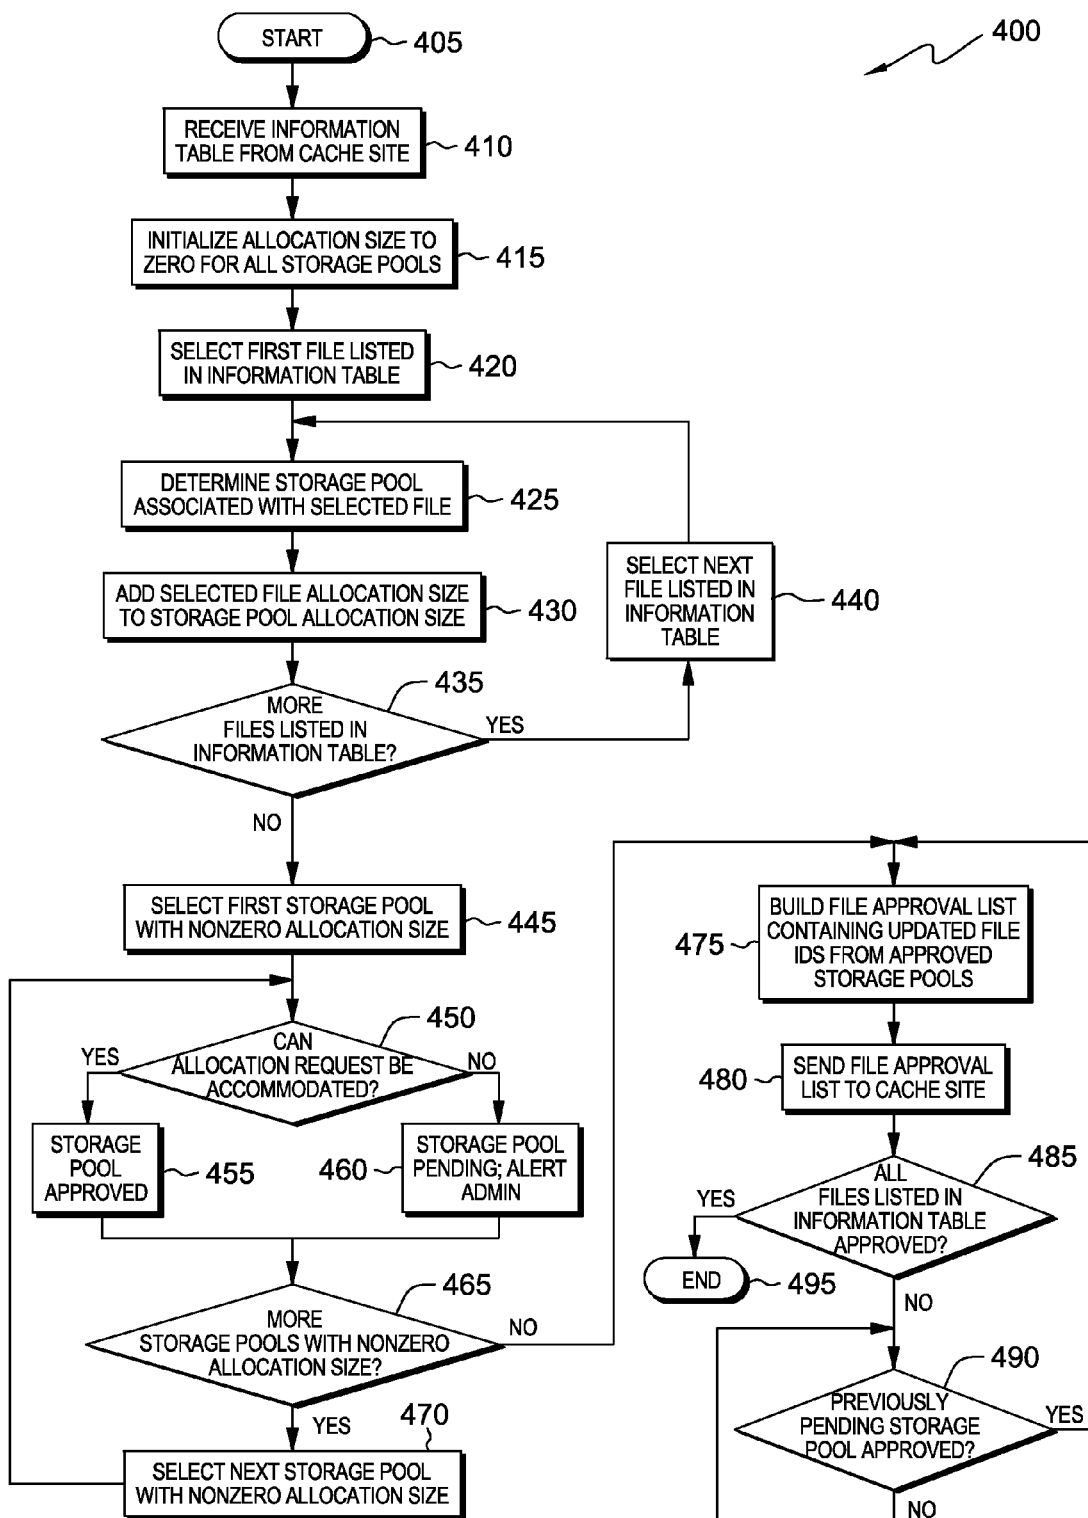 START
405
400
RECEIVE INFORMATION
TABLE FROM CACHE SITE
410
INITIALIZE ALLOCATION SIZE TO
ZERO FOR ALL STORAGE POOLS
415
SELECT FIRST FILE LISTED
IN INFORMATION TABLE
420
DETERMINE STORAGE POOL
ASSOCIATED WITH SELECTED FILE
425
ADD SELECTED FILE ALLOCATION SIZE
TO STORAGE POOL ALLOCATION SIZE
430
SELECT NEXT
FILE LISTED IN
INFORMATION
TABLE
440
MORE
FILES LISTED IN
INFORMATION TABLE?
435
YES
NO
SELECT FIRST STORAGE POOL
WITH NONZERO ALLOCATION SIZE
445
CAN
ALLOCATION REQUEST BE
ACCOMMODATED?
450
YES
NO
STORAGE
POOL
APPROVED
455
STORAGE POOL
PENDING; ALERT
ADMIN
460
MORE
STORAGE POOLS WITH NONZERO
ALLOCATION SIZE?
465
NO
YES
470
SELECT NEXT STORAGE POOL
WITH NONZERO ALLOCATION SIZE
475
BUILD FILE APPROVAL LIST
CONTAINING UPDATED FILE
IDS FROM APPROVED
STORAGE POOLS
480
SEND FILE APPROVAL
LIST TO CACHE SITE
485
ALL
FILES LISTED IN
INFORMATION TABLE
APPROVED?
YES
END
495
NO
490
PREVIOUSLY
PENDING STORAGE
POOL APPROVED?
YES
NO